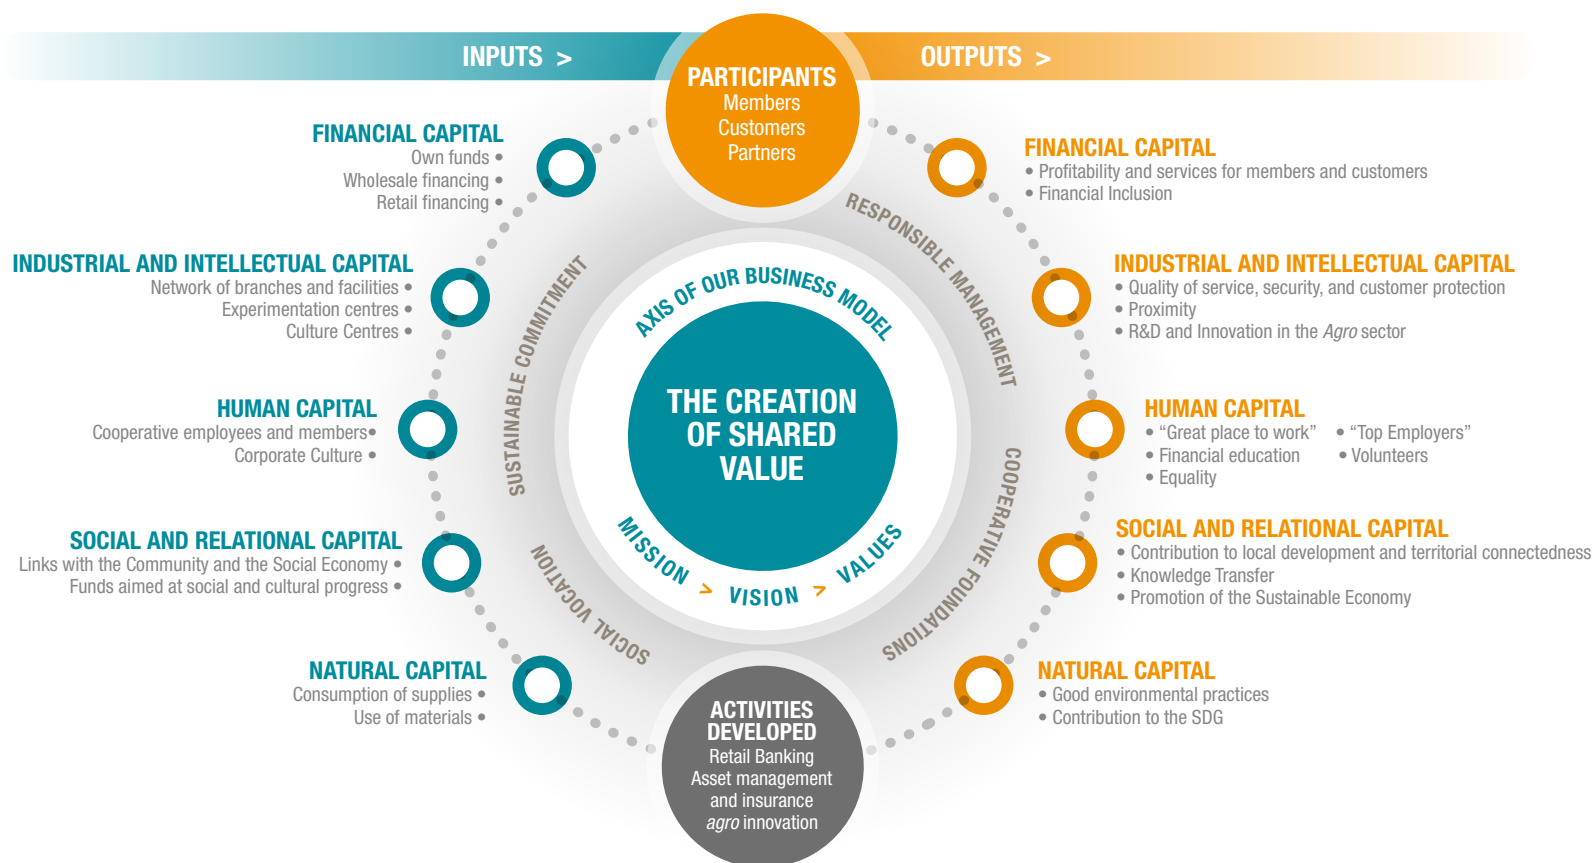 INPUTS >
OUTPUTS >
PARTICIPANTS
Members
Customers
Partners
FINANCIAL CAPITAL
Own funds •
Wholesale financing •
Retail financing •
INDUSTRIAL AND INTELLECTUAL CAPITAL
Network of branches and facilities •
Experimentation centres •
Culture Centres •
HUMAN CAPITAL
Cooperative employees and members•
Corporate Culture •
SOCIAL AND RELATIONAL CAPITAL
Links with the Community and the Social Economy •
Funds aimed at social and cultural progress •
NATURAL CAPITAL
Consumption of supplies •
Use of materials •
SUSTAINABLE COMMITMENT
SOCIAL VOCATION
AXIS OF OUR BUSINESS MODEL
THE CREATION
OF SHARED
VALUE
MISSION > VISION > VALUES
RESPONSIBLE MANAGEMENT
COOPERATIVE FOUNDATIONS
ACTIVITIES
DEVELOPED
Retail Banking
Asset management
and insurance
agro innovation
FINANCIAL CAPITAL
• Profitability and services for members and customers
• Financial Inclusion
INDUSTRIAL AND INTELLECTUAL CAPITAL
• Quality of service, security, and customer protection
• Proximity
• R&D and Innovation in the Agro sector
HUMAN CAPITAL
• “Great place to work” • “Top Employers”
• Financial education • Volunteers
• Equality
SOCIAL AND RELATIONAL CAPITAL
• Contribution to local development and territorial connectedness
• Knowledge Transfer
• Promotion of the Sustainable Economy
NATURAL CAPITAL
• Good environmental practices
• Contribution to the SDG